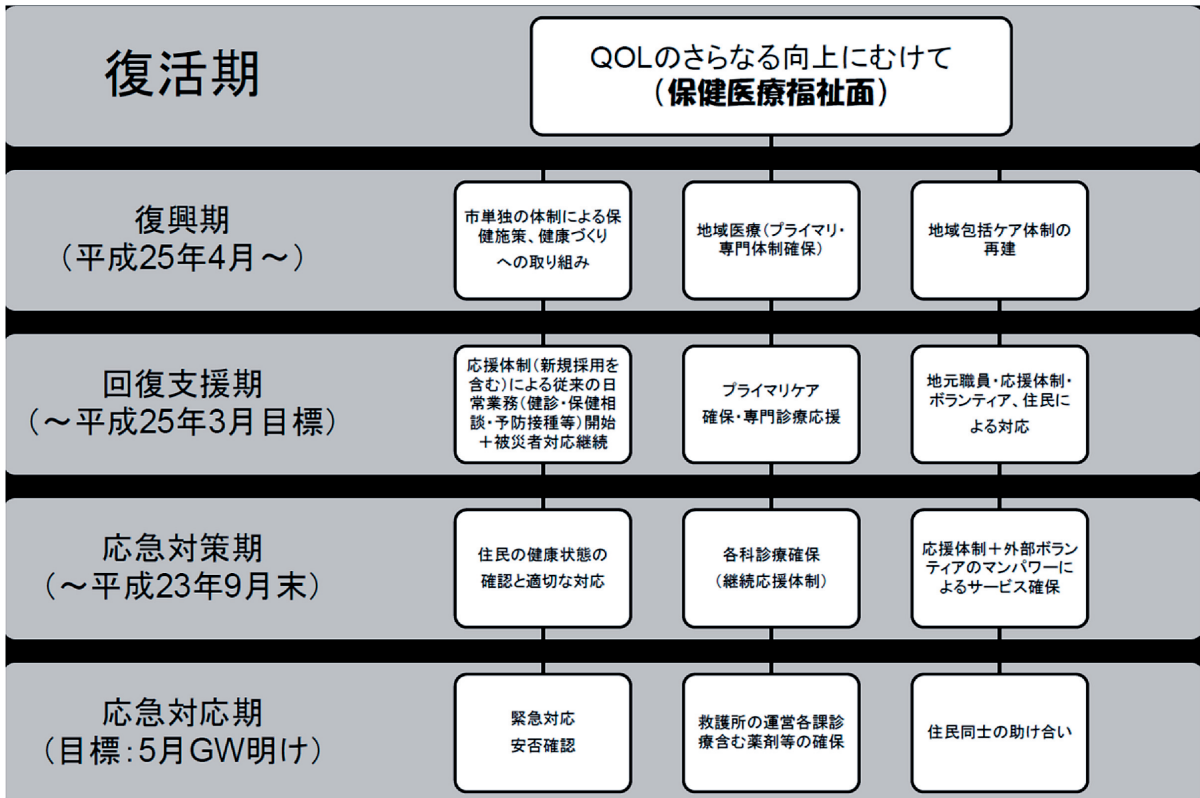 復活期
QOLのさらなる向上にむけて
(保健医療福祉面)
復興期
(平成25年4月～)
市単独の体制による保
健施策、健康づくり
への取り組み
地域医療(プライマリ・
専門体制確保)
地域包括ケア体制の
再建
回復支援期
(～平成25年3月目標)
応援体制(新規採用を
含む)による従来の日
常業務(健診・保健相
談・予防接種等)開始
＋被災者対応継続
プライマリケア
確保・専門診療応援
地元職員・応援体制・
ボランティア、住民に
よる対応
応急対策期
(～平成23年9月末)
住民の健康状態の
確認と適切な対応
各科診療確保
(継続応援体制)
応援体制＋外部ボラン
ティアのマンパワーに
よるサービス確保
応急対応期
(目標:5月GW明け)
緊急対応
安否確認
救護所の運営各課診
療含む薬剤等の確保
住民同士の助け合い